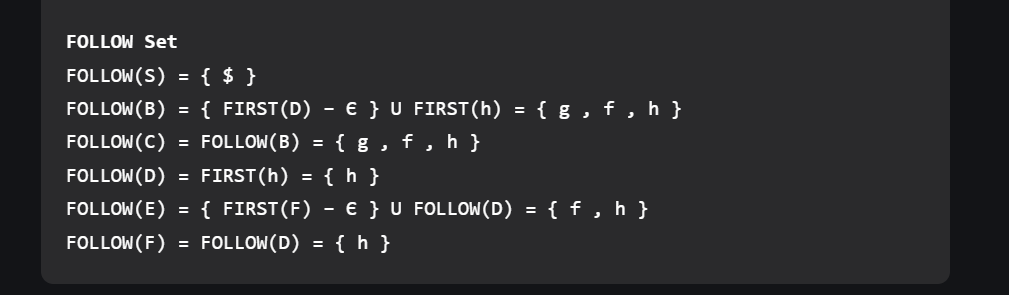 FOLLOW Set
FOLLOW(S) = { $ }
FOLLOW(B) = { FIRST(D) – Є } U FIRST(h) = { g , f , h }
FOLLOW(C) = FOLLOW(B) = { g , f , h }
FOLLOW(D) = FIRST(h) = { h }
FOLLOW(E) = { FIRST(F) – Є } U FOLLOW(D) = { f , h }
FOLLOW(F) = FOLLOW(D) = { h }